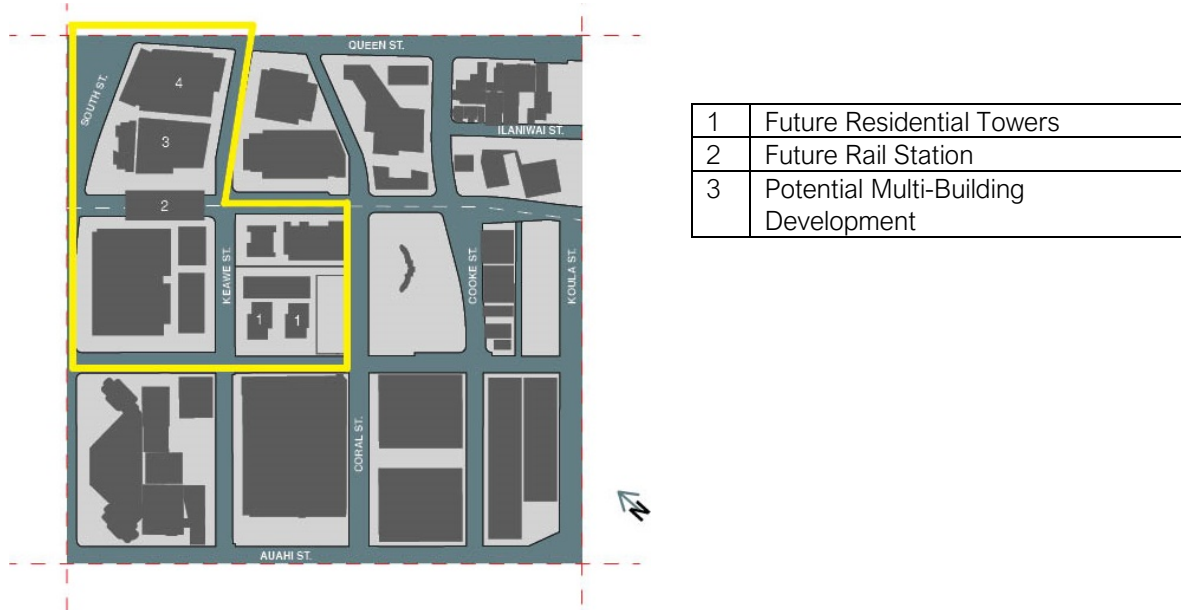 QUEEN ST.
SOUTH ST.
4
3
ILANIWAI ST.
2
KEAWE ST.
COOKE ST.
KOULA ST.
1 1
CORAL ST.
AUAHI ST.
N
1 Future Residential Towers
2 Future Rail Station
3 Potential Multi-Building
Development